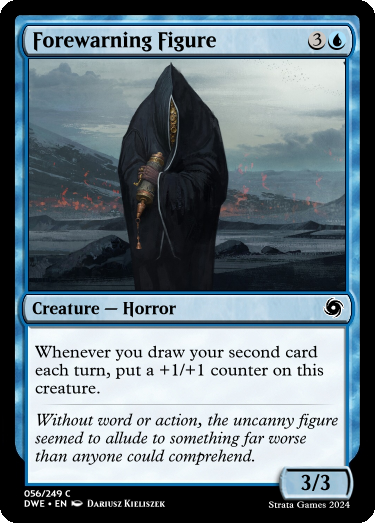 Forewarning Figure 3
Creature — Horror
Whenever you draw your second card
each turn, put a +1/+1 counter on this
creature.
Without word or action, the uncanny figure
seemed to allude to something far worse
than anyone could comprehend.
3/3
056/249 C
DWE • EN Dariusz Kieliszek
Strata Games 2024